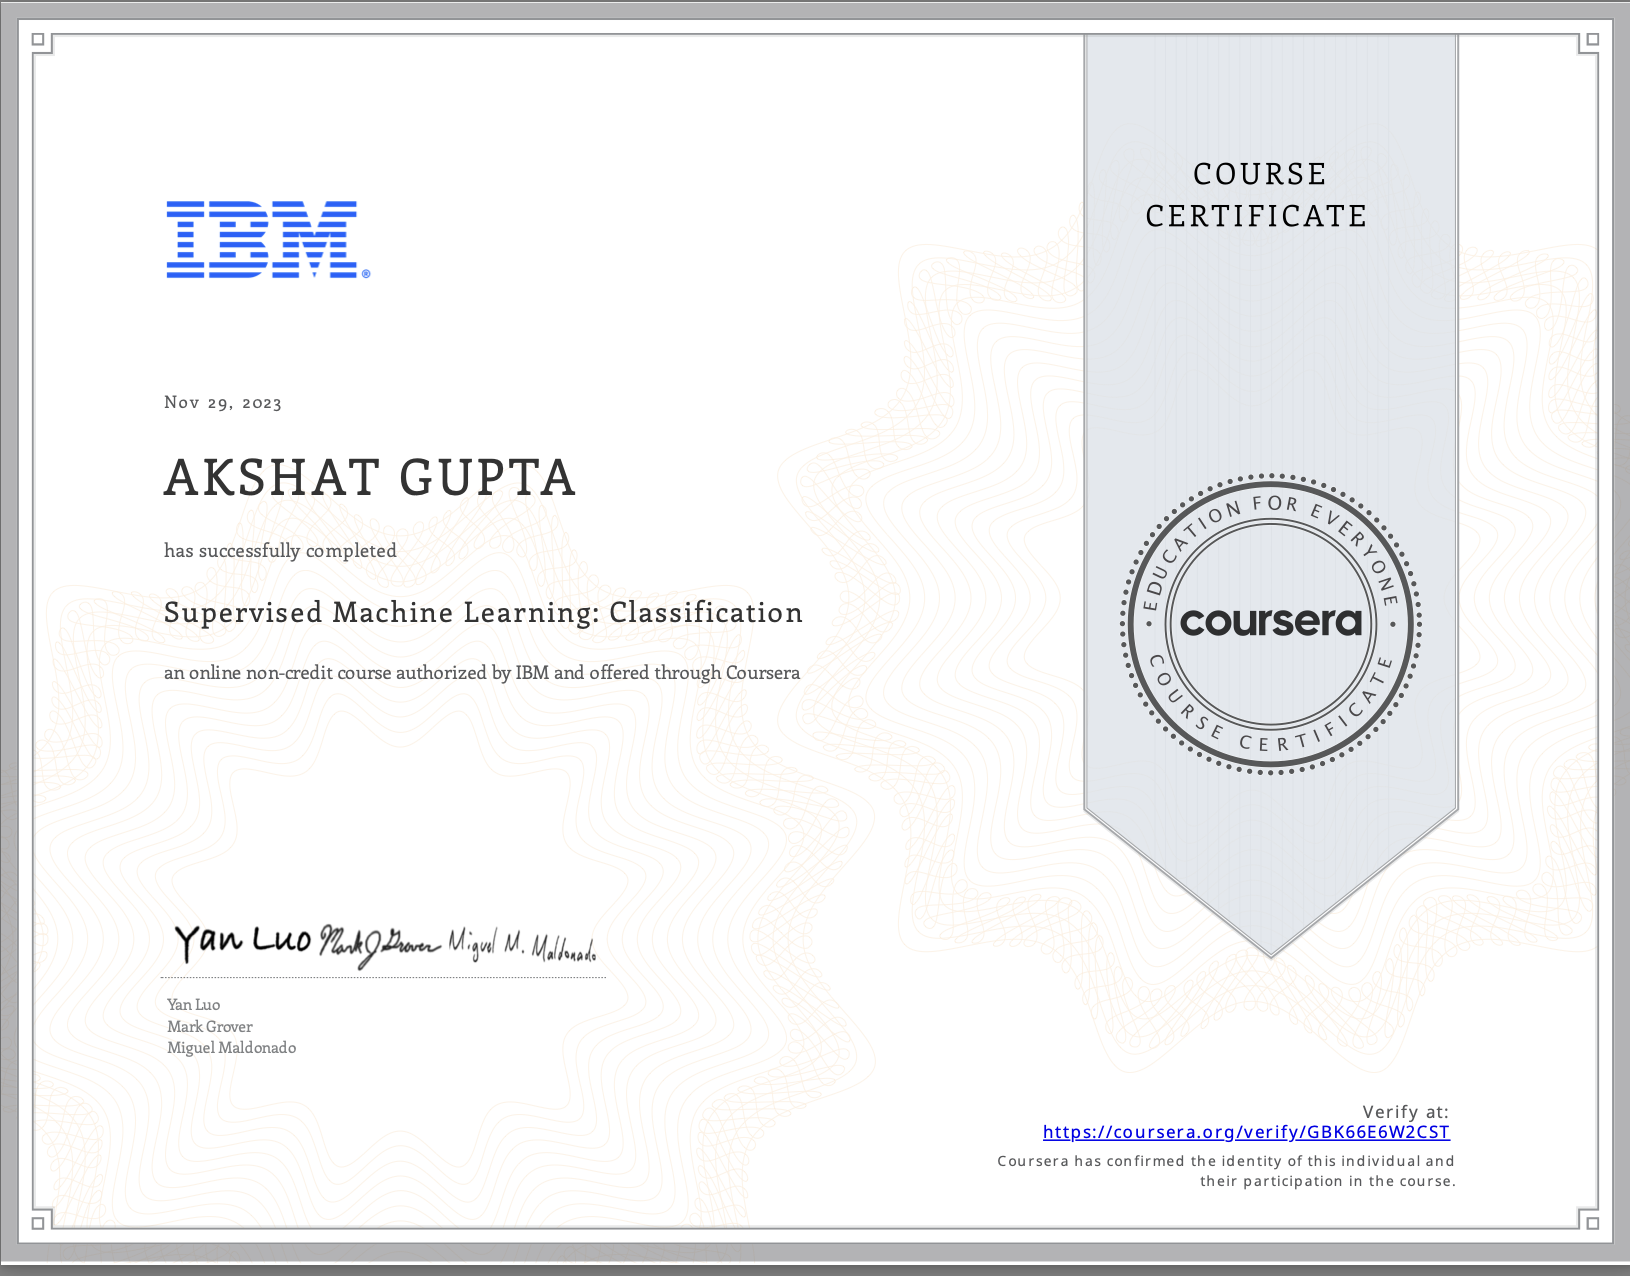 IBM®
COURSE
CERTIFICATE
Nov 29, 2023
AKSHAT GUPTA
has successfully completed
Supervised Machine Learning: Classification
an online non-credit course authorized by IBM and offered through Coursera
EDUCATION FOR EVERYONE
coursera
COURSE CERTIFICATE
Yan Luo Mark J Grover Miguel M. Maldonado
Yan Luo
Mark Grover
Miguel Maldonado
Verify at:
https://coursera.org/verify/GBK66E6W2CST
Coursera has confirmed the identity of this individual and
their participation in the course.